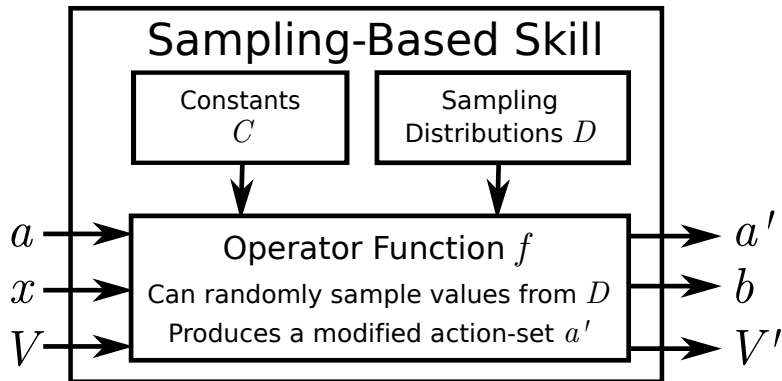 Sampling-Based Skill
Constants
C
Sampling
Distributions D
a
x
V
Operator Function f
Can randomly sample values from D
Produces a modified action-set a'
a'
b
V'